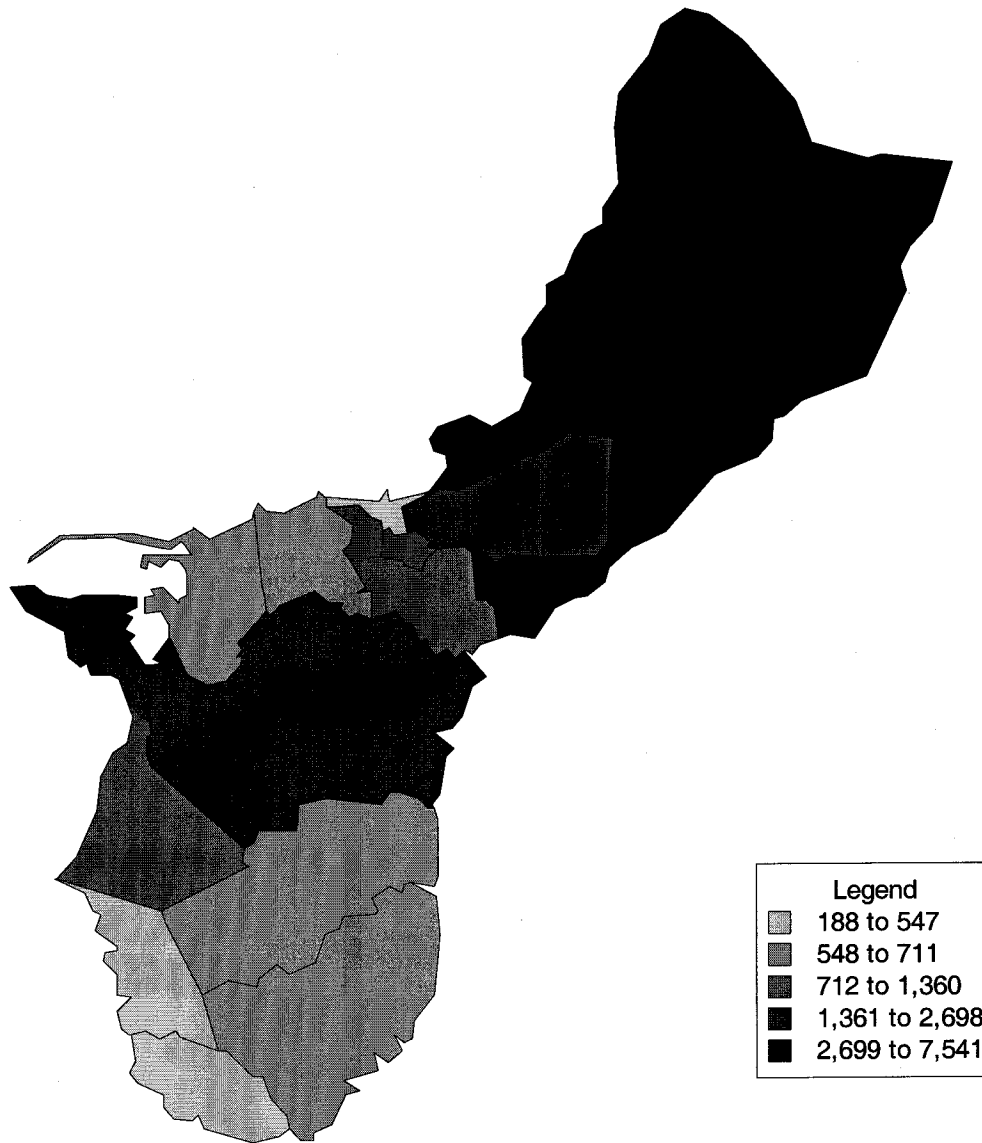 Legend
188 to 547
548 to 711
712 to 1,360
1,361 to 2,698
2,699 to 7,541